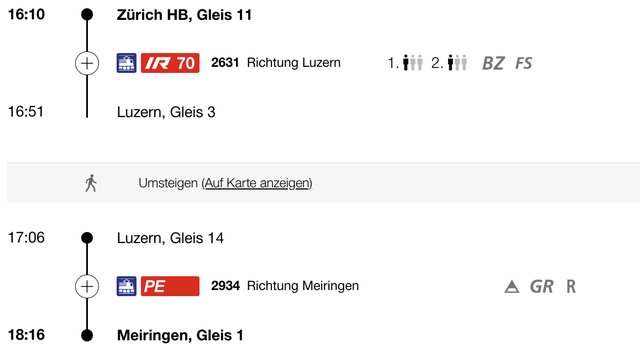 16:10 Zürich HB, Gleis 11
IR 70 2631 Richtung Luzern 1. 2. BZ FS
16:51 Luzern, Gleis 3
Umsteigen (Auf Karte anzeigen)
17:06 Luzern, Gleis 14
PE 2934 Richtung Meiringen GR R
18:16 Meiringen, Gleis 1